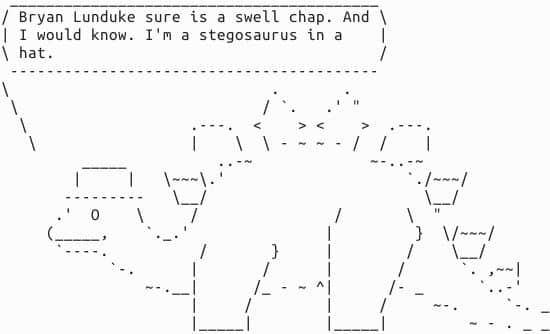 Bryan Lunduke sure is a swell chap. And
I would know. I'm a stegosaurus in a
hat.